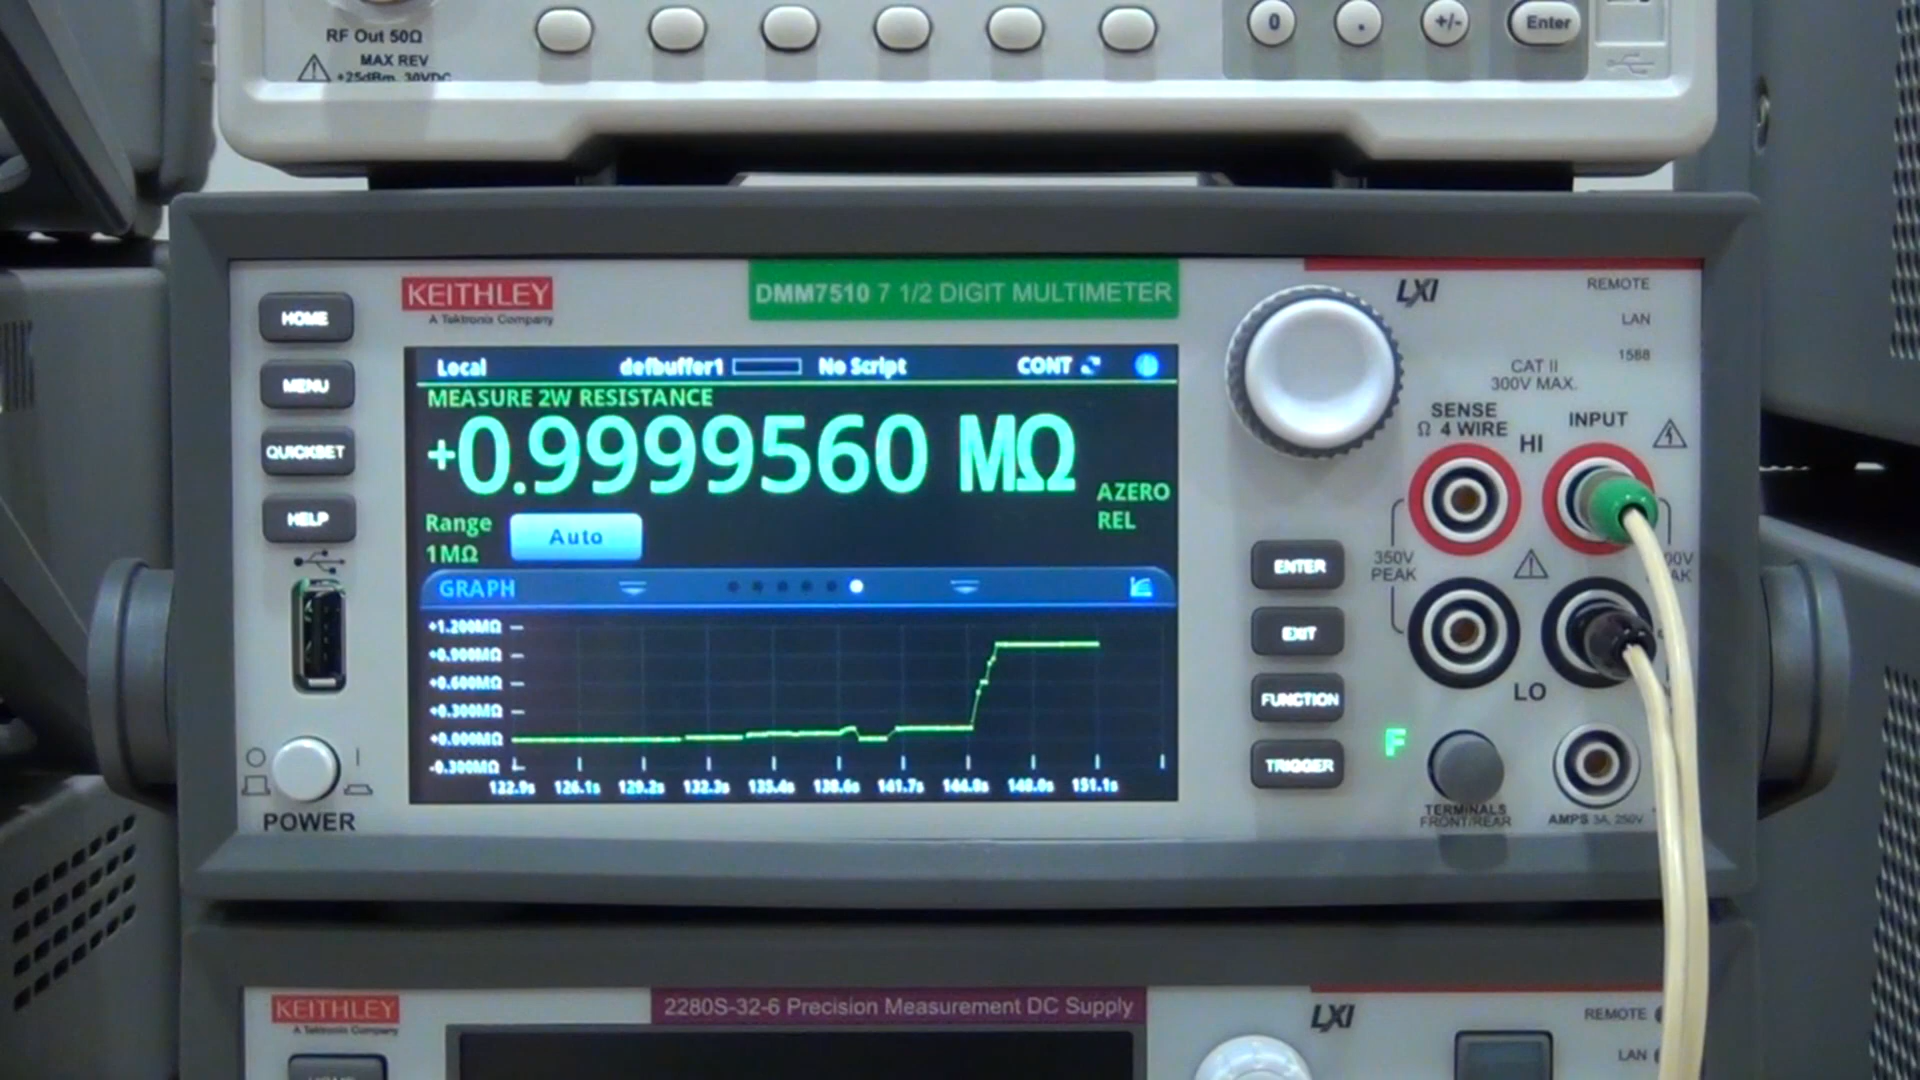 RF Out 50Ω
MAX REV
+25dBm, 30VDC
0
.
+/-
Enter
KEITHLEY
A Tektronix Company
DMM7510 7 1/2 DIGIT MULTIMETER
LXI
REMOTE
LAN
1588
HOME
MENU
QUICKSET
HELP
POWER
Local
defbuffer1
No Script
CONT
MEASURE 2W RESISTANCE
+0.9999560 MΩ
AZERO
REL
Range
1MΩ
Auto
GRAPH
+1.200MΩ
+0.900MΩ
+0.600MΩ
+0.300MΩ
+0.000MΩ
-0.300MΩ
122.9s 126.1s 129.2s 132.3s 135.4s 138.6s 141.7s 144.8s 148.0s 151.1s
CAT II
300V MAX.
SENSE
Ω 4 WIRE
INPUT
HI
350V
PEAK
LO
ENTER
EXIT
FUNCTION
TRIGGER
F
TERMINALS
FRONT/REAR
AMPS 3A, 250V
KEITHLEY
A Tektronix Company
2280S-32-6 Precision Measurement DC Supply
LXI
REMOTE
LAN